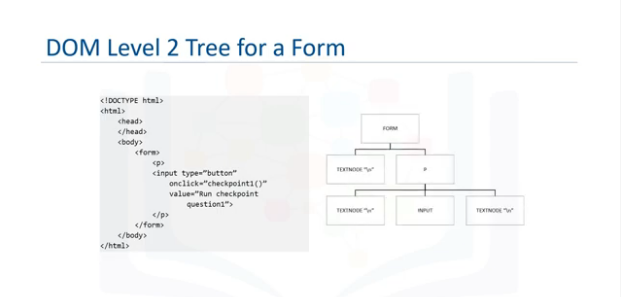 DOM Level 2 Tree for a Form
<!DOCTYPE html>
<html>
<head>
</head>
<body>
<form>
<p>
<input type="button"
onclick="checkpoint1()"
value="Run checkpoint
question1">
</p>
</form>
</body>
</html>
FORM
TEXTNODE "\n"
P
TEXTNODE "\n"
INPUT
TEXTNODE "\n"